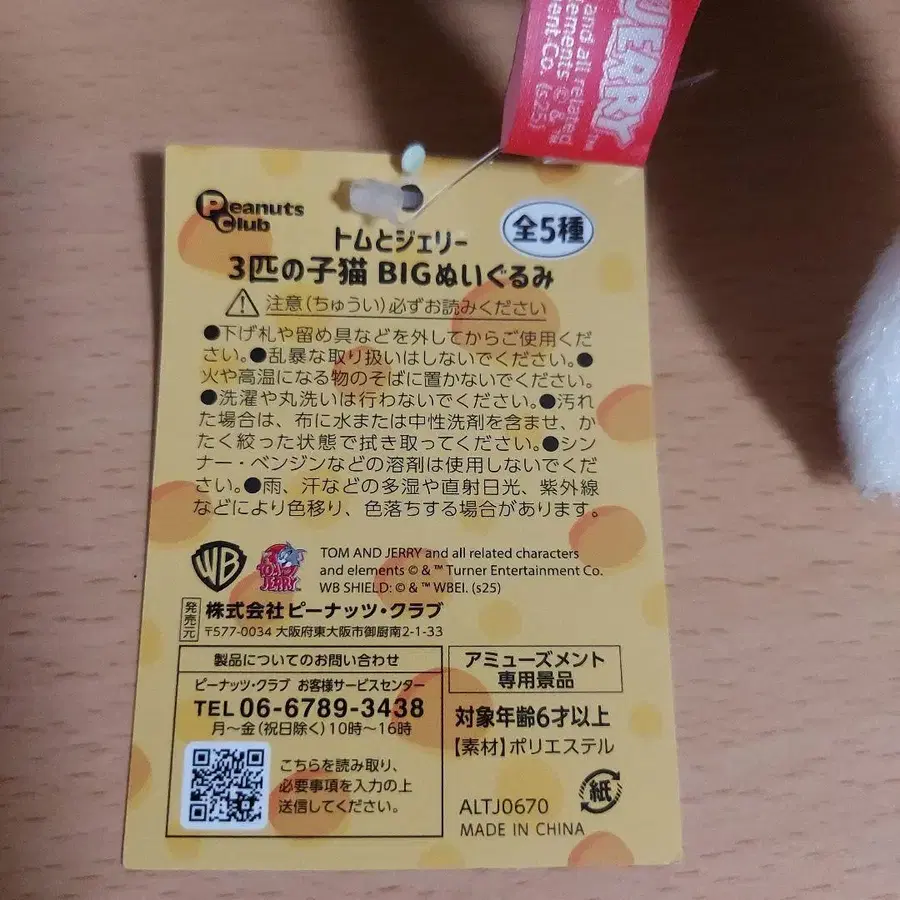 JERRY™
and all related
ements © & ™
ent Co. (s25)
Peanuts
Club
全5種
トムとジェリー
3匹の子猫 BIGぬいぐるみ
注意(ちゅうい)必ずお読みください
●下げ札や留め具などを外してからご使用くだ
さい。●乱暴な取り扱いはしないでください。●
火や高温になる物のそばに置かないでください。
●洗濯や丸洗いは行わないでください。●汚れ
た場合は、布に水または中性洗剤を含ませ、か
たく絞った状態で拭き取ってください。●シン
ナー・ベンジンなどの溶剤は使用しないでくだ
さい。●雨、汗などの多湿や直射日光、紫外線
などにより色移り、色落ちする場合があります。
WB
TOM AND JERRY
TOM AND JERRY and all related characters
and elements © & ™ Turner Entertainment Co.
WB SHIELD: © & ™ WBEI. (s25)
発売元
株式会社ピーナッツ・クラブ
〒577-0034 大阪府東大阪市御厨南2-1-33
製品についてのお問い合わせ
ピーナッツ・クラブ お客様サービスセンター
TEL 06-6789-3438
月〜金(祝日除く)10時〜16時
こちらを読み取り、
必要事項を入力の上
送信してください。
アミューズメント
専用景品
対象年齢6才以上
【素材】ポリエステル
紙
ALTJ0670
MADE IN CHINA